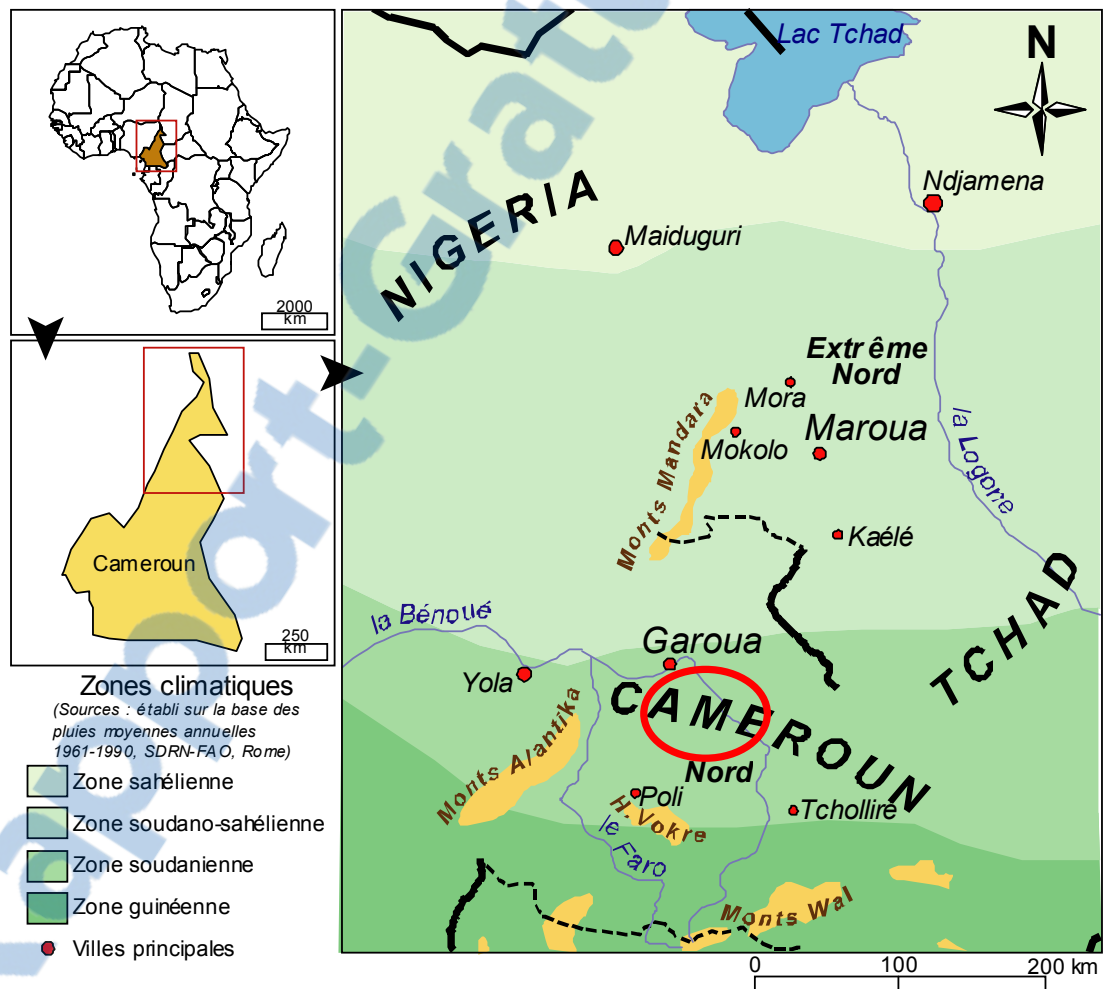 2000
km
Cameroun
250
km
Zones climatiques
(Sources : établi sur la base des
pluies moyennes annuelles
1961-1990, SDRN-FAO, Rome)
Zone sahélienne
Zone soudano-sahélienne
Zone soudanienne
Zone guinéenne
Villes principales
Lac Tchad
N
Ndjamena
NIGERIA
Maiduguri
Extrême
Nord
Mora
Maroua
Mokolo
Monts Mandara
la Logone
Kaélé
TCHAD
la Bénoué
Garoua
Yola
CAMEROUN
Monts Alantika
Nord
Poli
Tcholliré
H.Vokre
le
Faro
Monts Wal
0 100 200 km